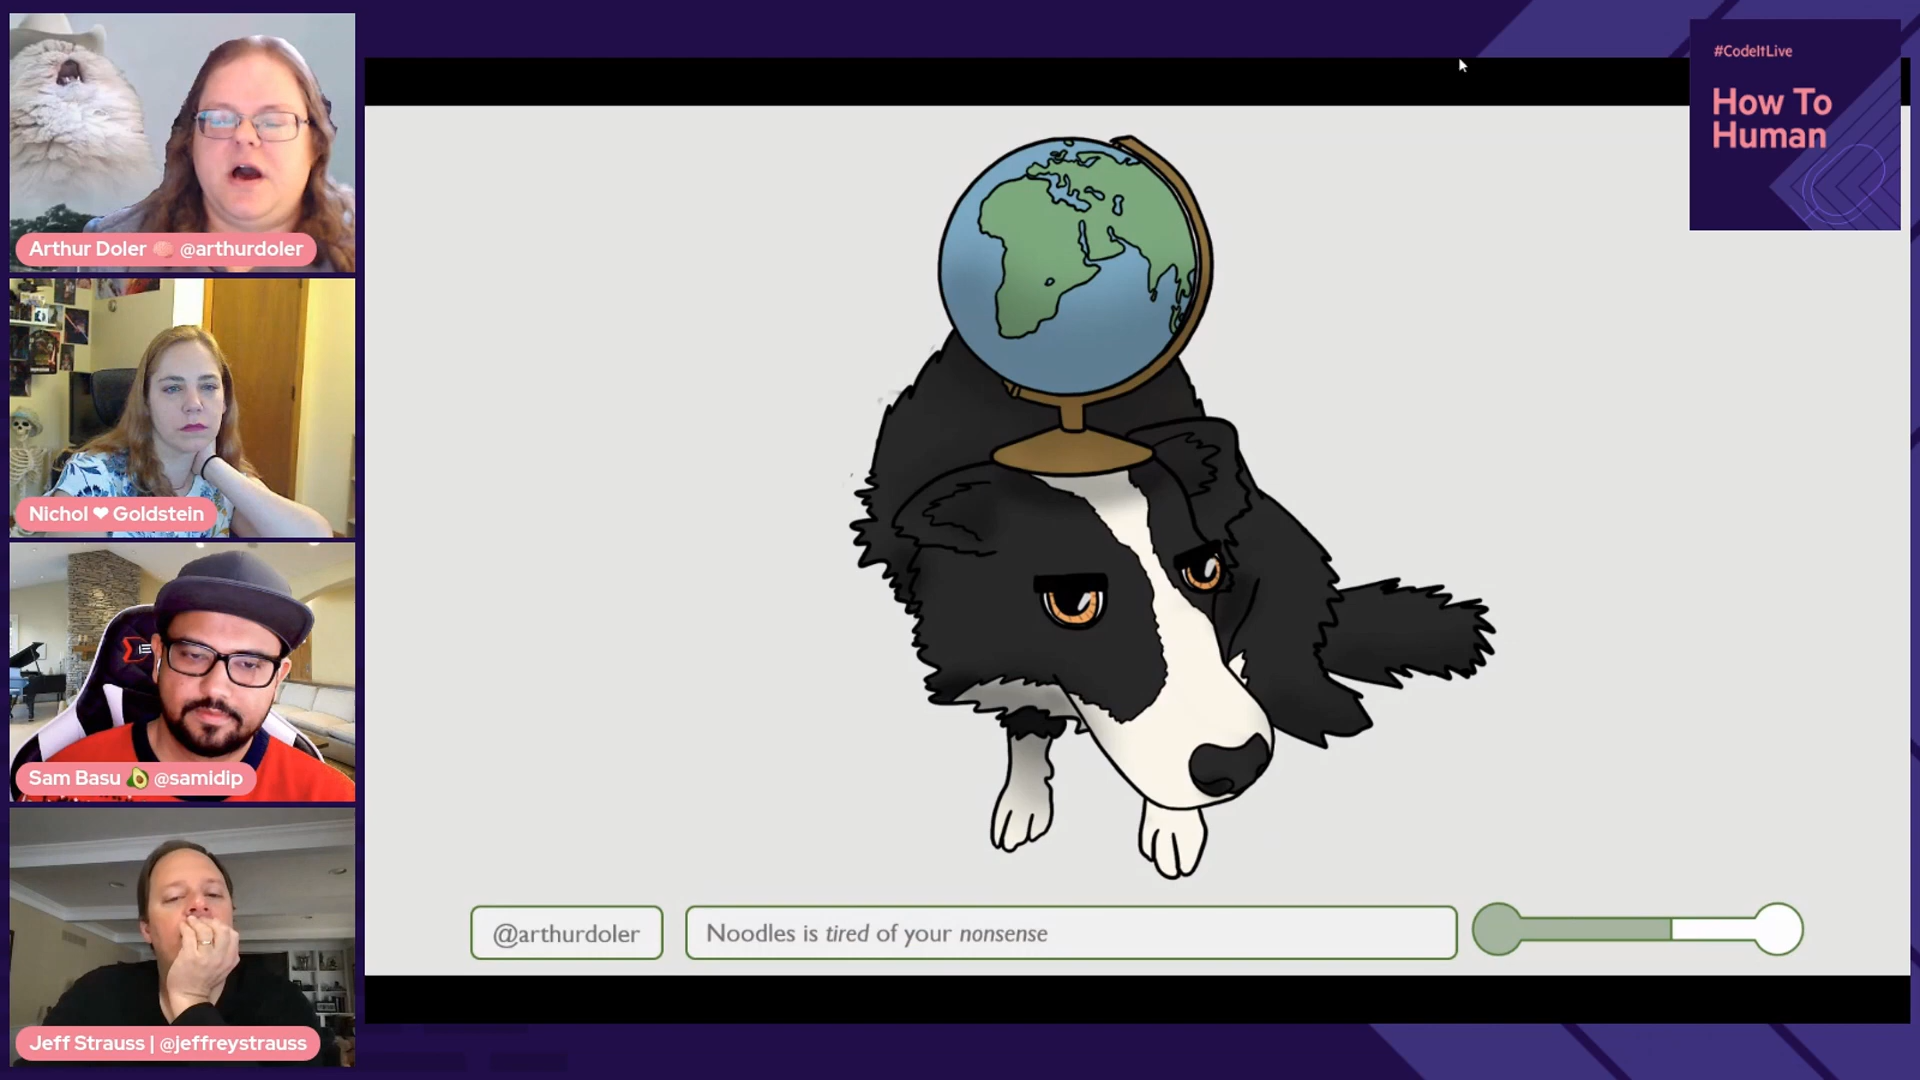 Arthur Doler 🧠 @arthurdoler
Nichol ❤ Goldstein
Sam Basu 🥑 @samidip
Jeff Strauss | @jeffreystrauss
#CodeItLive
How To
Human
@arthurdoler
Noodles is tired of your nonsense